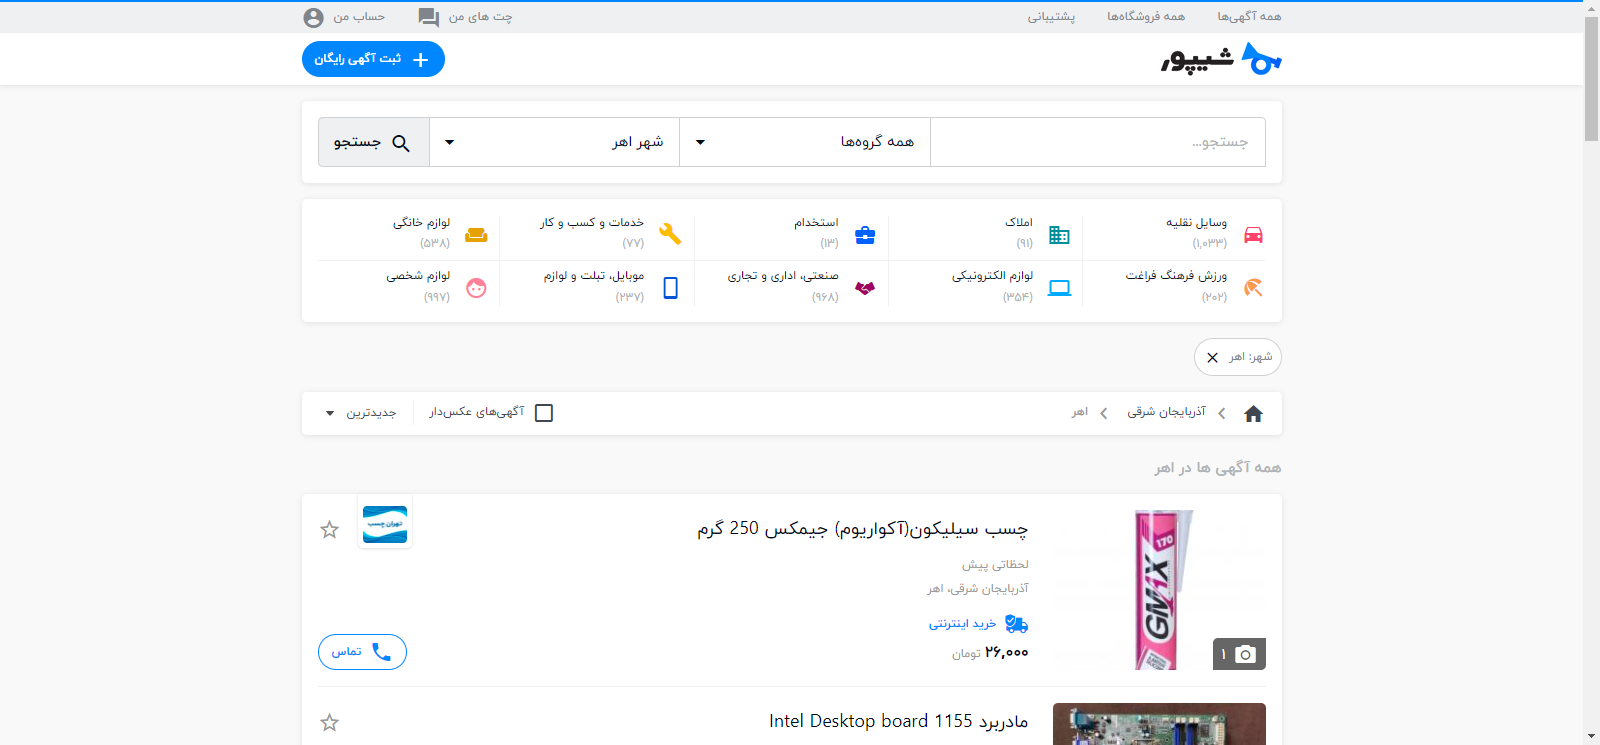 همه آگهی‌ها
همه فروشگاه‌ها
پشتیبانی
چت های من
حساب من
شیپور
ثبت آگهی رایگان
جستجو...
همه گروه‌ها
شهر اهر
جستجو
وسایل نقلیه
(۱,۰۳۳)
املاک
(۹۱)
استخدام
(۱۳)
خدمات و کسب و کار
(۷۷)
لوازم خانگی
(۵۳۸)
ورزش فرهنگ فراغت
(۲۰۲)
لوازم الکترونیکی
(۳۵۴)
صنعتی، اداری و تجاری
(۹۶۸)
موبایل، تبلت و لوازم
(۲۳۷)
لوازم شخصی
(۹۹۷)
شهر: اهر
آذربایجان شرقی
اهر
آگهی‌های عکس‌دار
جدیدترین
همه آگهی ها در اهر
چسب سیلیکون(آکواریوم) جیمکس 250 گرم
لحظاتی پیش
آذربایجان شرقی، اهر
خرید اینترنتی
۲۶,۰۰۰ تومان
تهران چسب
تماس
170
GMAX
۱
مادربرد Intel Desktop board 1155